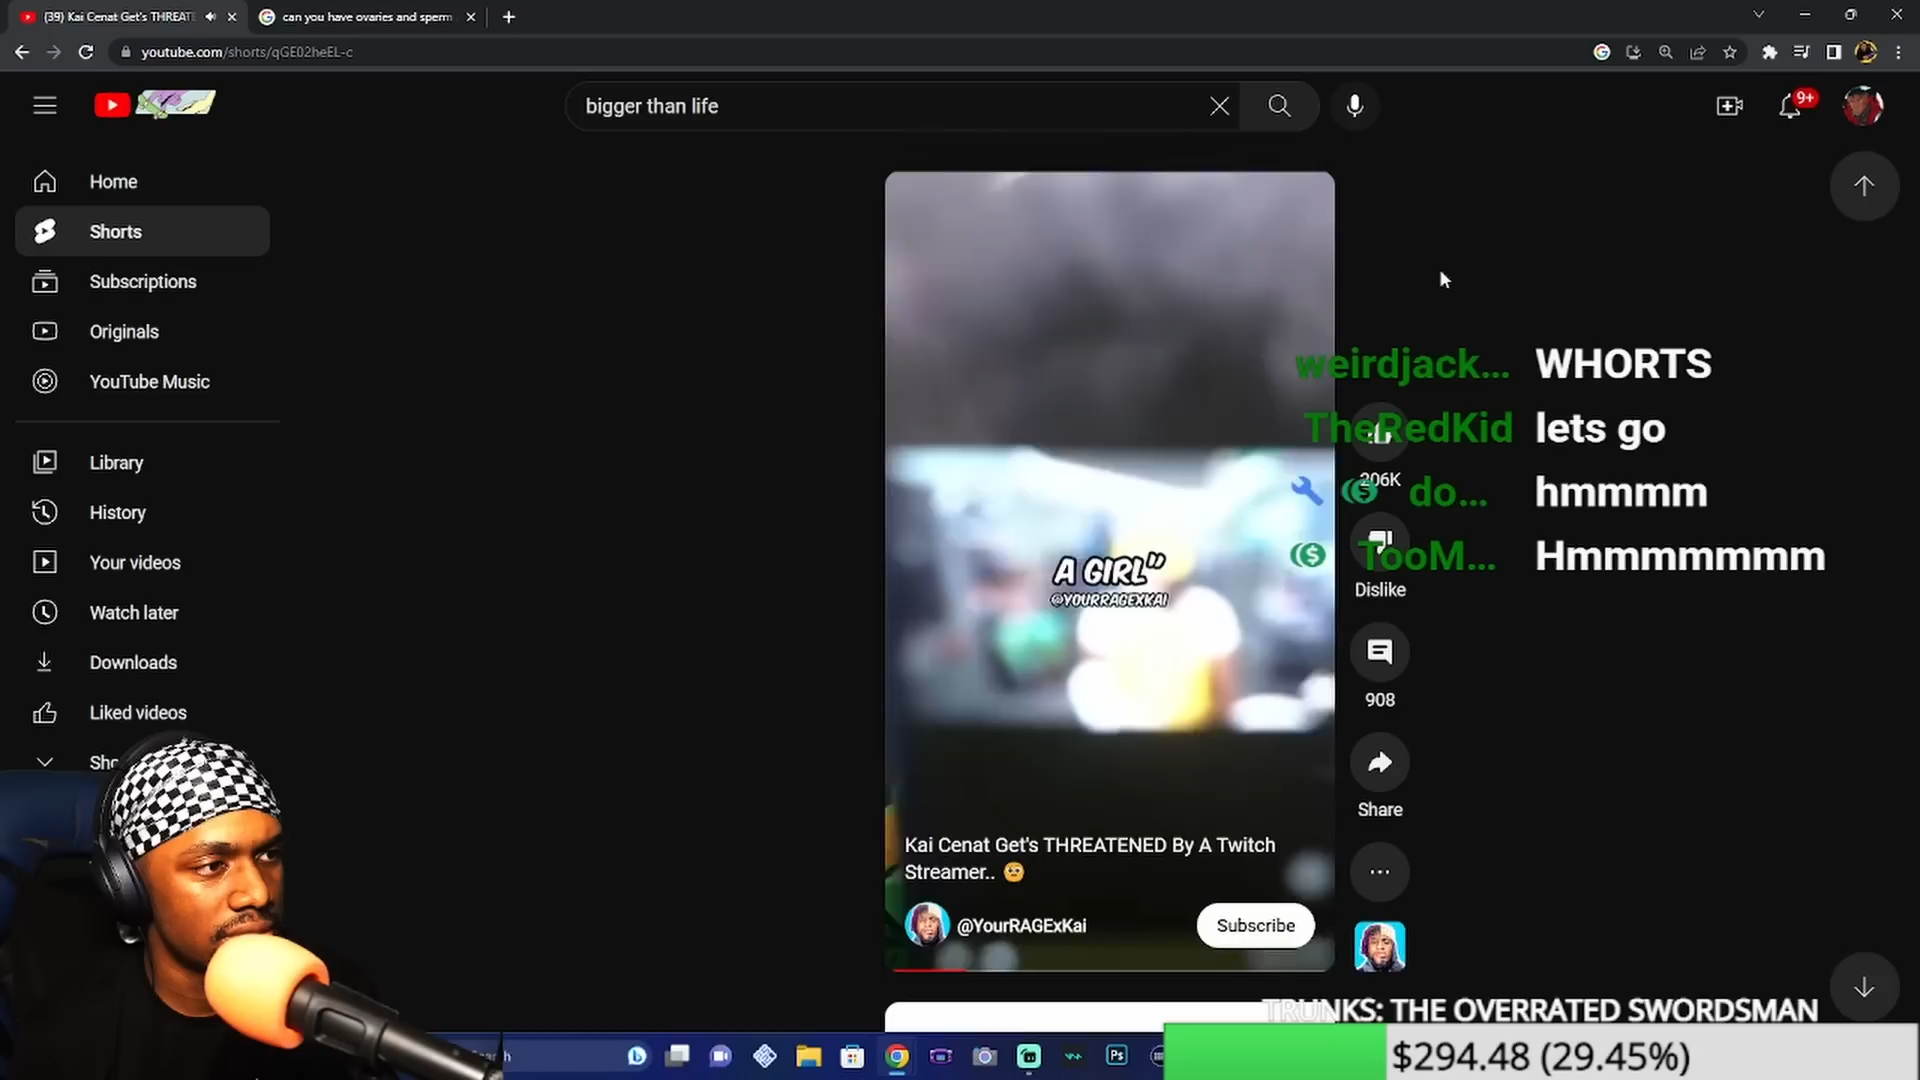 (39) Kai Cenat Get's THREAT
can you have ovaries and sperm
youtube.com/shorts/qGE02heEL-c
bigger than life
9+
Home
Shorts
Subscriptions
Originals
YouTube Music
Library
History
Your videos
Watch later
Downloads
Liked videos
weirdjack... WHORTS
TheRedKid lets go
206K
do... hmmmm
TooM... Hmmmmmmm
Dislike
908
Share
A GIRL"
@YOURRAGEXKAI
Kai Cenat Get's THREATENED By A Twitch
Streamer..
@YourRAGExKai
Subscribe
TRUNKS: THE OVERRATED SWORDSMAN
$294.48 (29.45%)
Ps